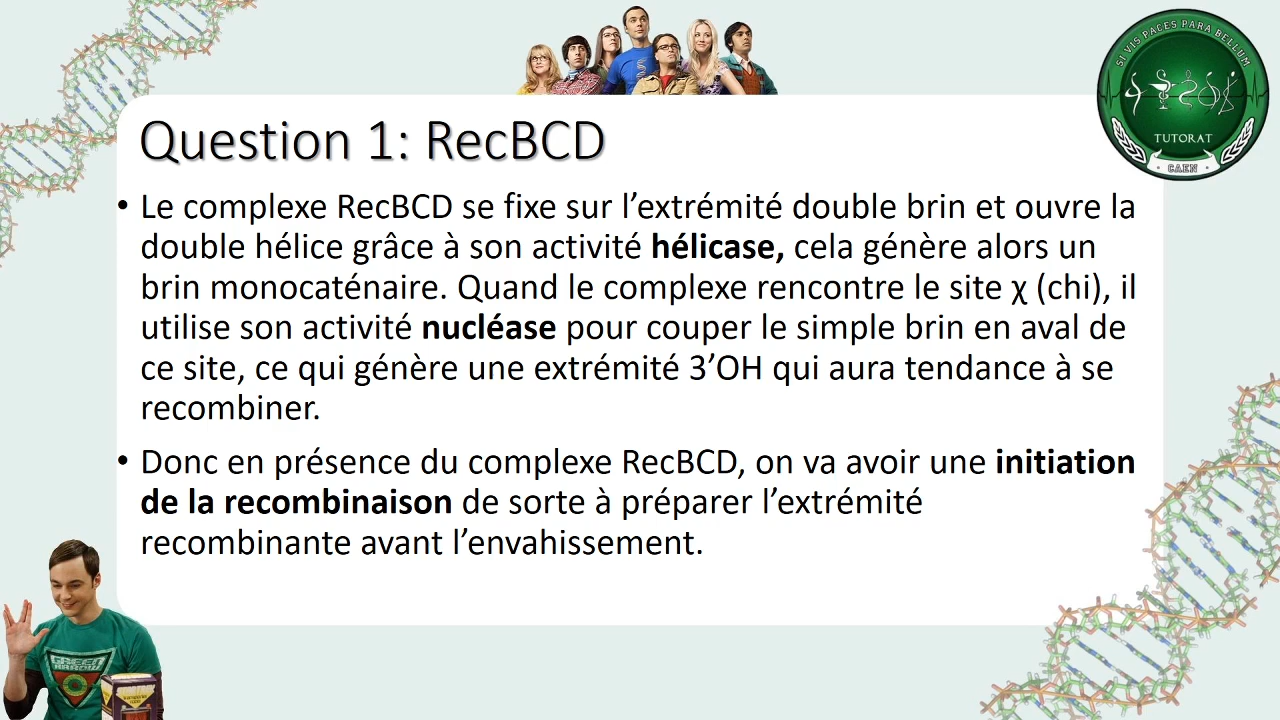 SI VIS PACES PARA BELLUM
TUTORAT
CAEN
Question 1: RecBCD
• Le complexe RecBCD se fixe sur l’extrémité double brin et ouvre la
double hélice grâce à son activité hélicase, cela génère alors un
brin monocaténaire. Quand le complexe rencontre le site χ (chi), il
utilise son activité nucléase pour couper le simple brin en aval de
ce site, ce qui génère une extrémité 3’OH qui aura tendance à se
recombiner.
• Donc en présence du complexe RecBCD, on va avoir une initiation
de la recombinaison de sorte à préparer l’extrémité
recombinante avant l’envahissement.
GREEN